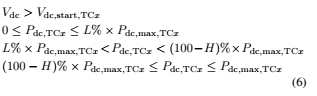 V_dc > V_dc,start,TCx
0 ≤ P_dc,TCx ≤ L% × P_dc,max,TCx
L% × P_dc,max,TCx < P_dc,TCx < (100 − H)% × P_dc,max,TCx
(100 − H)% × P_dc,max,TCx ≤ P_dc,TCx ≤ P_dc,max,TCx
(6)